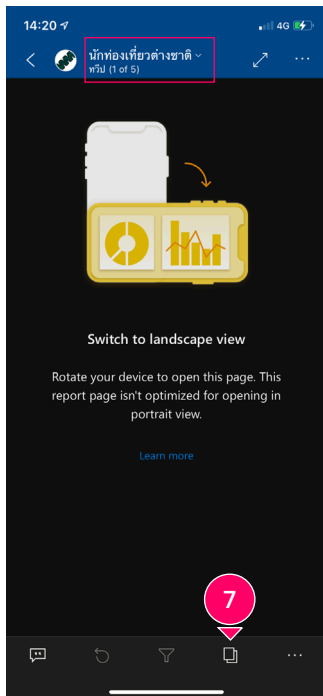 14:20
4G
นักท่องเที่ยวต่างชาติ
ทวีป (1 of 5)
Switch to landscape view
Rotate your device to open this page. This
report page isn't optimized for opening in
portrait view.
Learn more
7